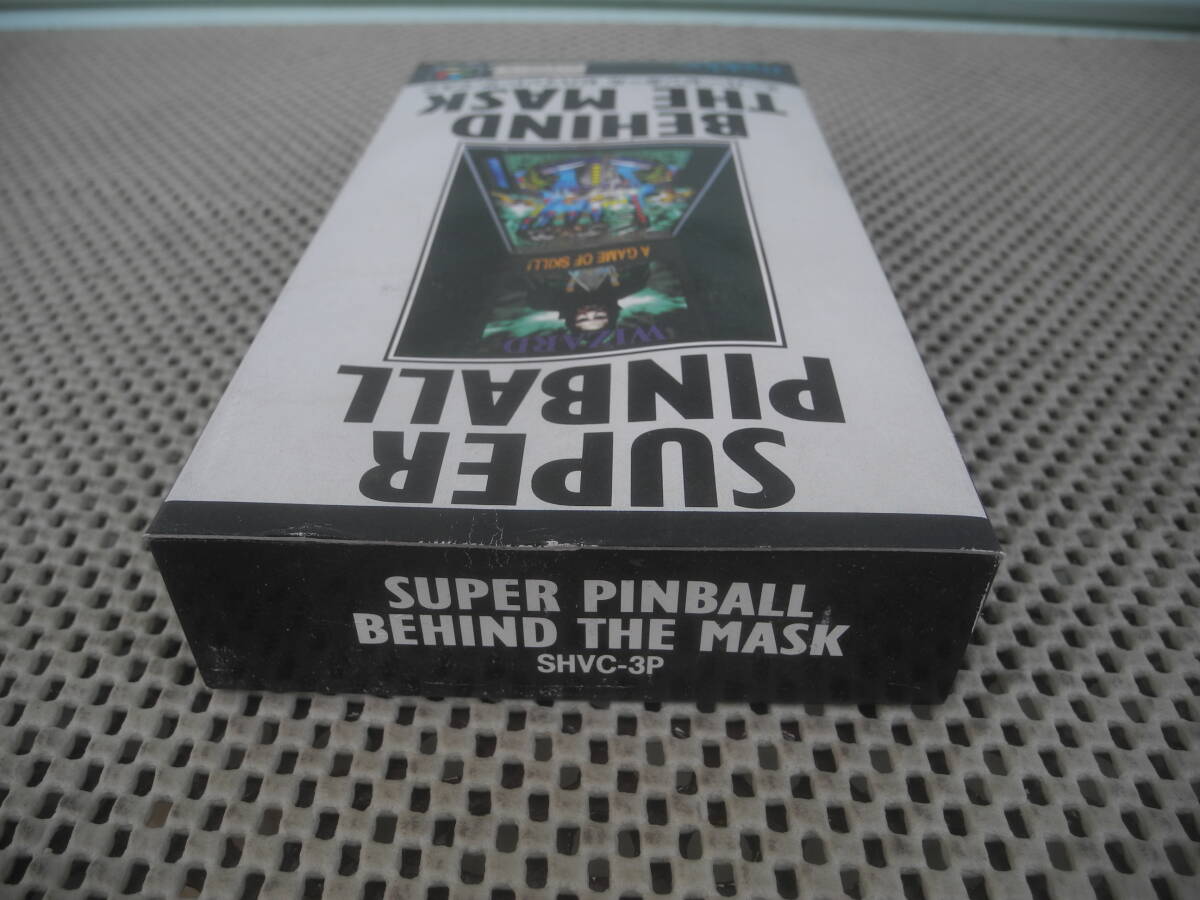 SUPER
PINBALL
WIZARD
A GAME OF SKILL!
BEHIND
THE MASK
SUPER PINBALL
BEHIND THE MASK
SHVC-3P